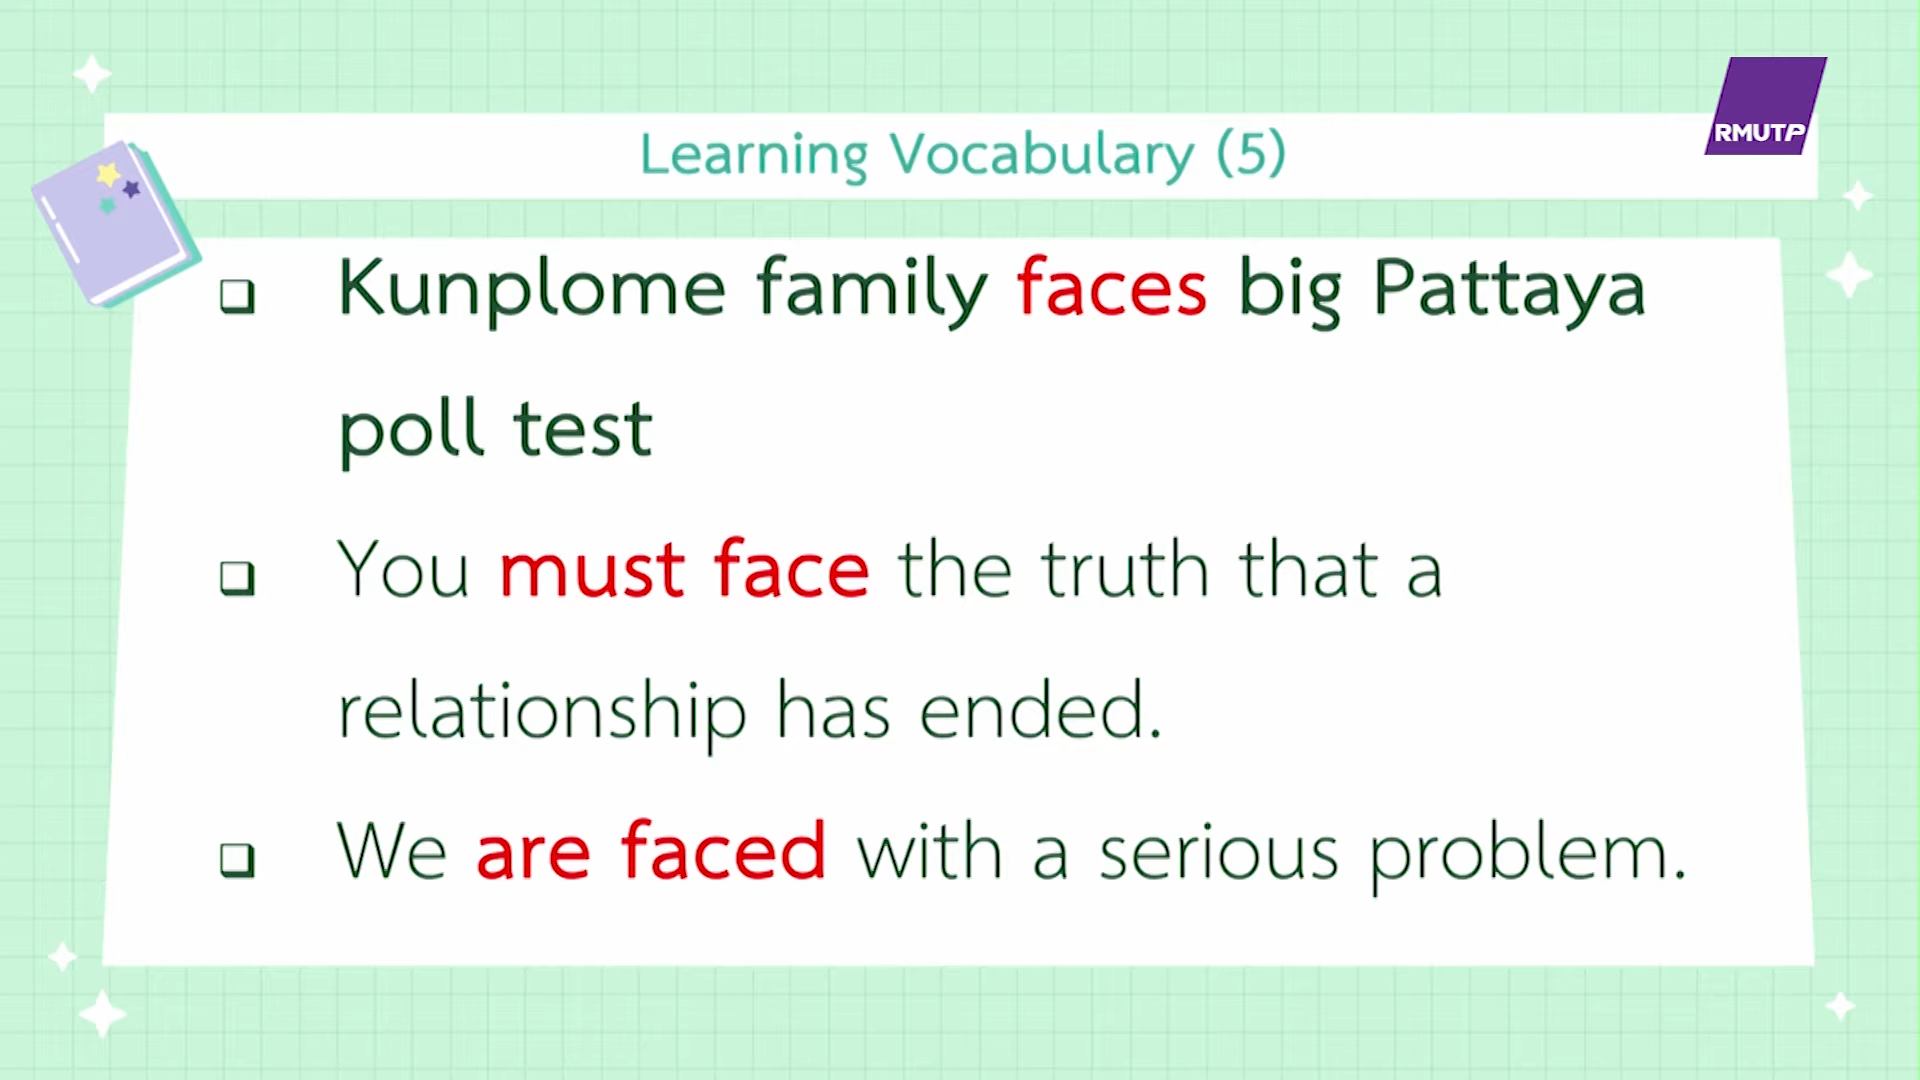 RMUTP
Learning Vocabulary (5)
❑ Kunplome family faces big Pattaya
poll test
❑ You must face the truth that a
relationship has ended.
❑ We are faced with a serious problem.